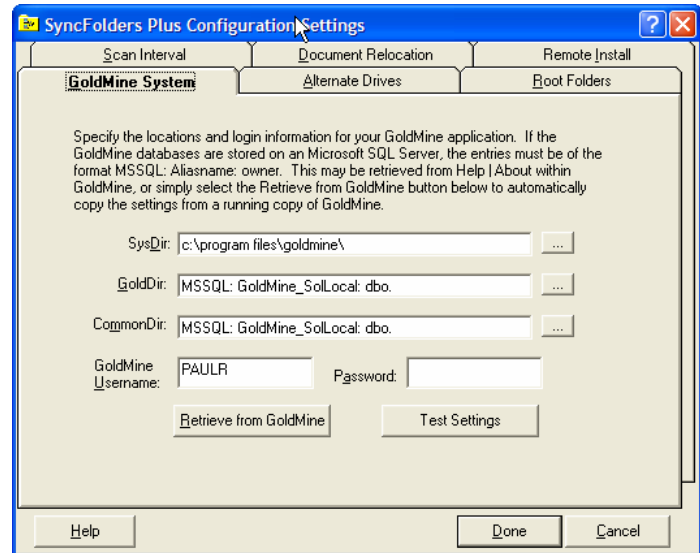 SyncFolders Plus Configuration Settings
Scan Interval
Document Relocation
Remote Install
GoldMine System
Alternate Drives
Root Folders
Specify the locations and login information for your GoldMine application. If the
GoldMine databases are stored on an Microsoft SQL Server, the entries must be of the
format MSSQL: Aliasname: owner. This may be retrieved from Help | About within
GoldMine, or simply select the Retrieve from GoldMine button below to automatically
copy the settings from a running copy of GoldMine.
SysDir: c:\program files\goldmine\ ...
GoldDir: MSSQL: GoldMine_SolLocal: dbo. ...
CommonDir: MSSQL: GoldMine_SolLocal: dbo. ...
GoldMine
Username: PAULR Password:
Retrieve from GoldMine Test Settings
Help Done Cancel